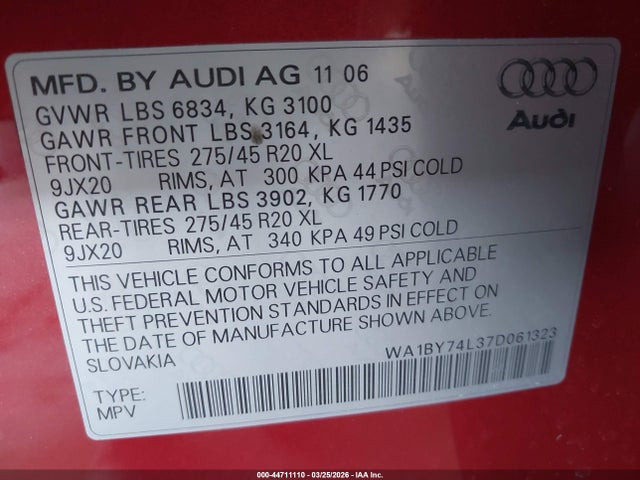 MFD. BY AUDI AG 11 06
GVWR LBS 6834, KG 3100
GAWR FRONT LBS 3164, KG 1435
FRONT-TIRES 275/45 R20 XL
9JX20 RIMS, AT 300 KPA 44 PSI COLD
GAWR REAR LBS 3902, KG 1770
REAR-TIRES 275/45 R20 XL
9JX20 RIMS, AT 340 KPA 49 PSI COLD
Audi
THIS VEHICLE CONFORMS TO ALL APPLICABLE
U.S. FEDERAL MOTOR VEHICLE SAFETY AND
THEFT PREVENTION STANDARDS IN EFFECT ON
THE DATE OF MANUFACTURE SHOWN ABOVE.
SLOVAKIA
WA1BY74L37D061323
TYPE:
MPV
000-44711110 - 03/25/2026 - IAA Inc.